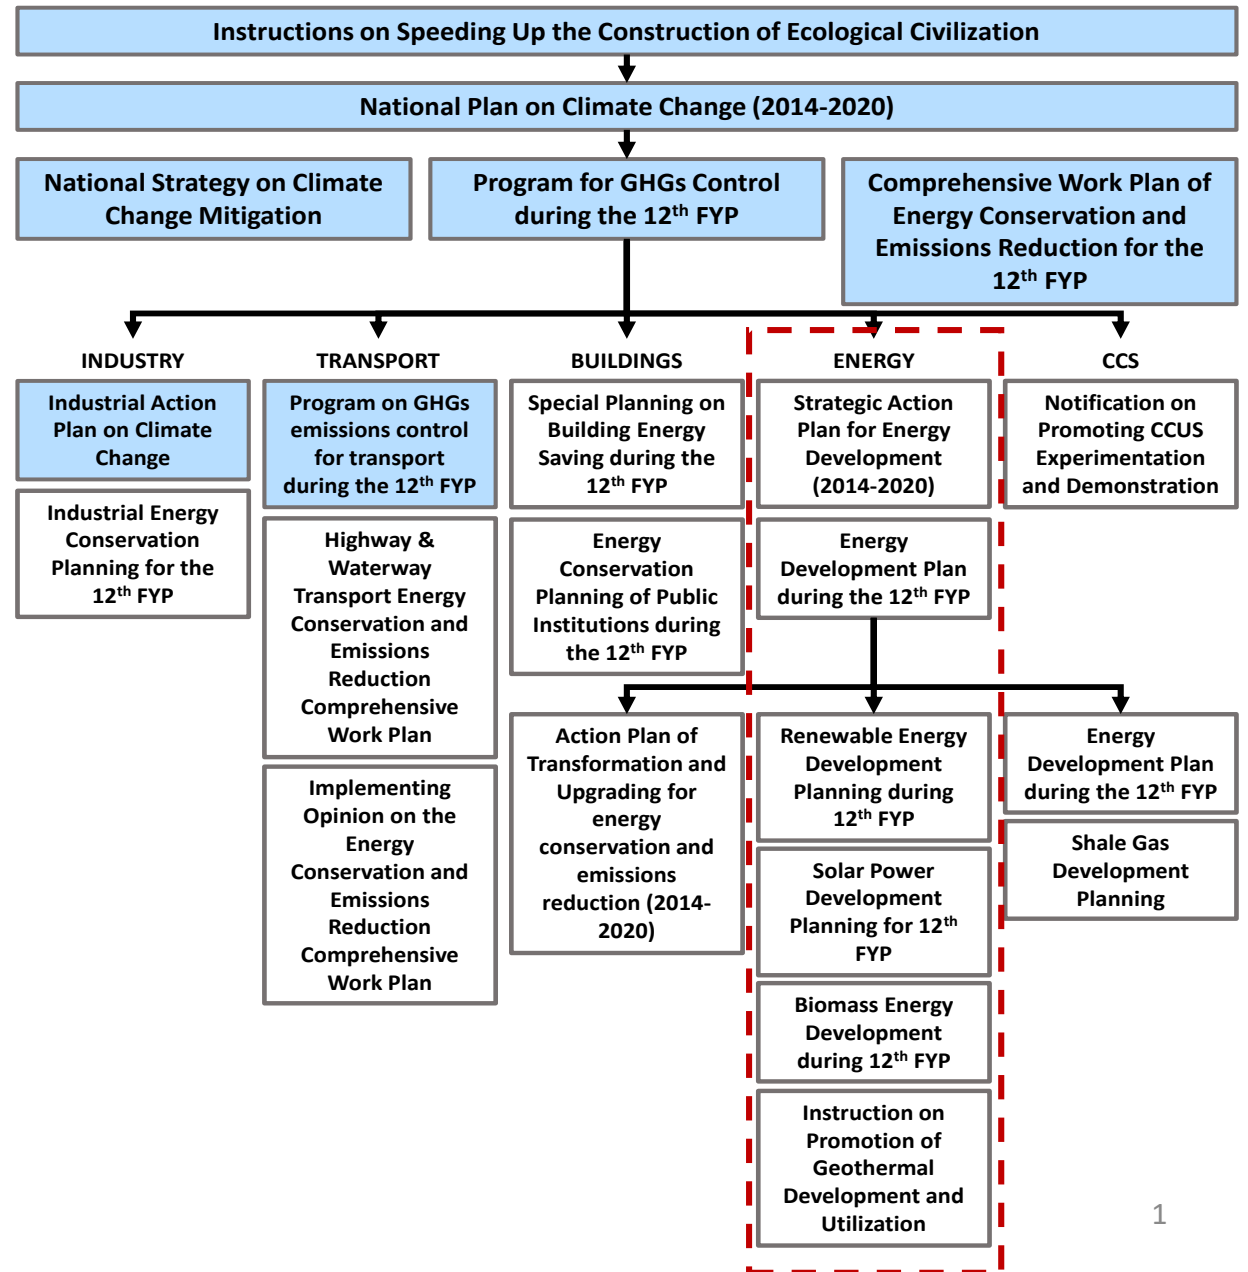 Instructions on Speeding Up the Construction of Ecological Civilization
National Plan on Climate Change (2014-2020)
National Strategy on Climate
Change Mitigation
Program for GHGs Control
during the 12th FYP
Comprehensive Work Plan of
Energy Conservation and
Emissions Reduction for the
12th FYP
INDUSTRY
Industrial Action
Plan on Climate
Change
Industrial Energy
Conservation
Planning for the
12th FYP
TRANSPORT
Program on GHGs
emissions control
for transport
during the 12th FYP
Highway &
Waterway
Transport Energy
Conservation and
Emissions
Reduction
Comprehensive
Work Plan
Implementing
Opinion on the
Energy
Conservation and
Emissions
Reduction
Comprehensive
Work Plan
BUILDINGS
Special Planning on
Building Energy
Saving during the
12th FYP
Energy
Conservation
Planning of Public
Institutions during
the 12th FYP
ENERGY
Strategic Action
Plan for Energy
Development
(2014-2020)
Energy
Development Plan
during the 12th FYP
CCS
Notification on
Promoting CCUS
Experimentation
and Demonstration
Action Plan of
Transformation and
Upgrading for
energy
conservation and
emissions
reduction (2014-
2020)
Renewable Energy
Development
Planning during
12th FYP
Solar Power
Development
Planning for 12th
FYP
Biomass Energy
Development
during 12th FYP
Instruction on
Promotion of
Geothermal
Development and
Utilization
Energy
Development Plan
during the 12th FYP
Shale Gas
Development
Planning
1